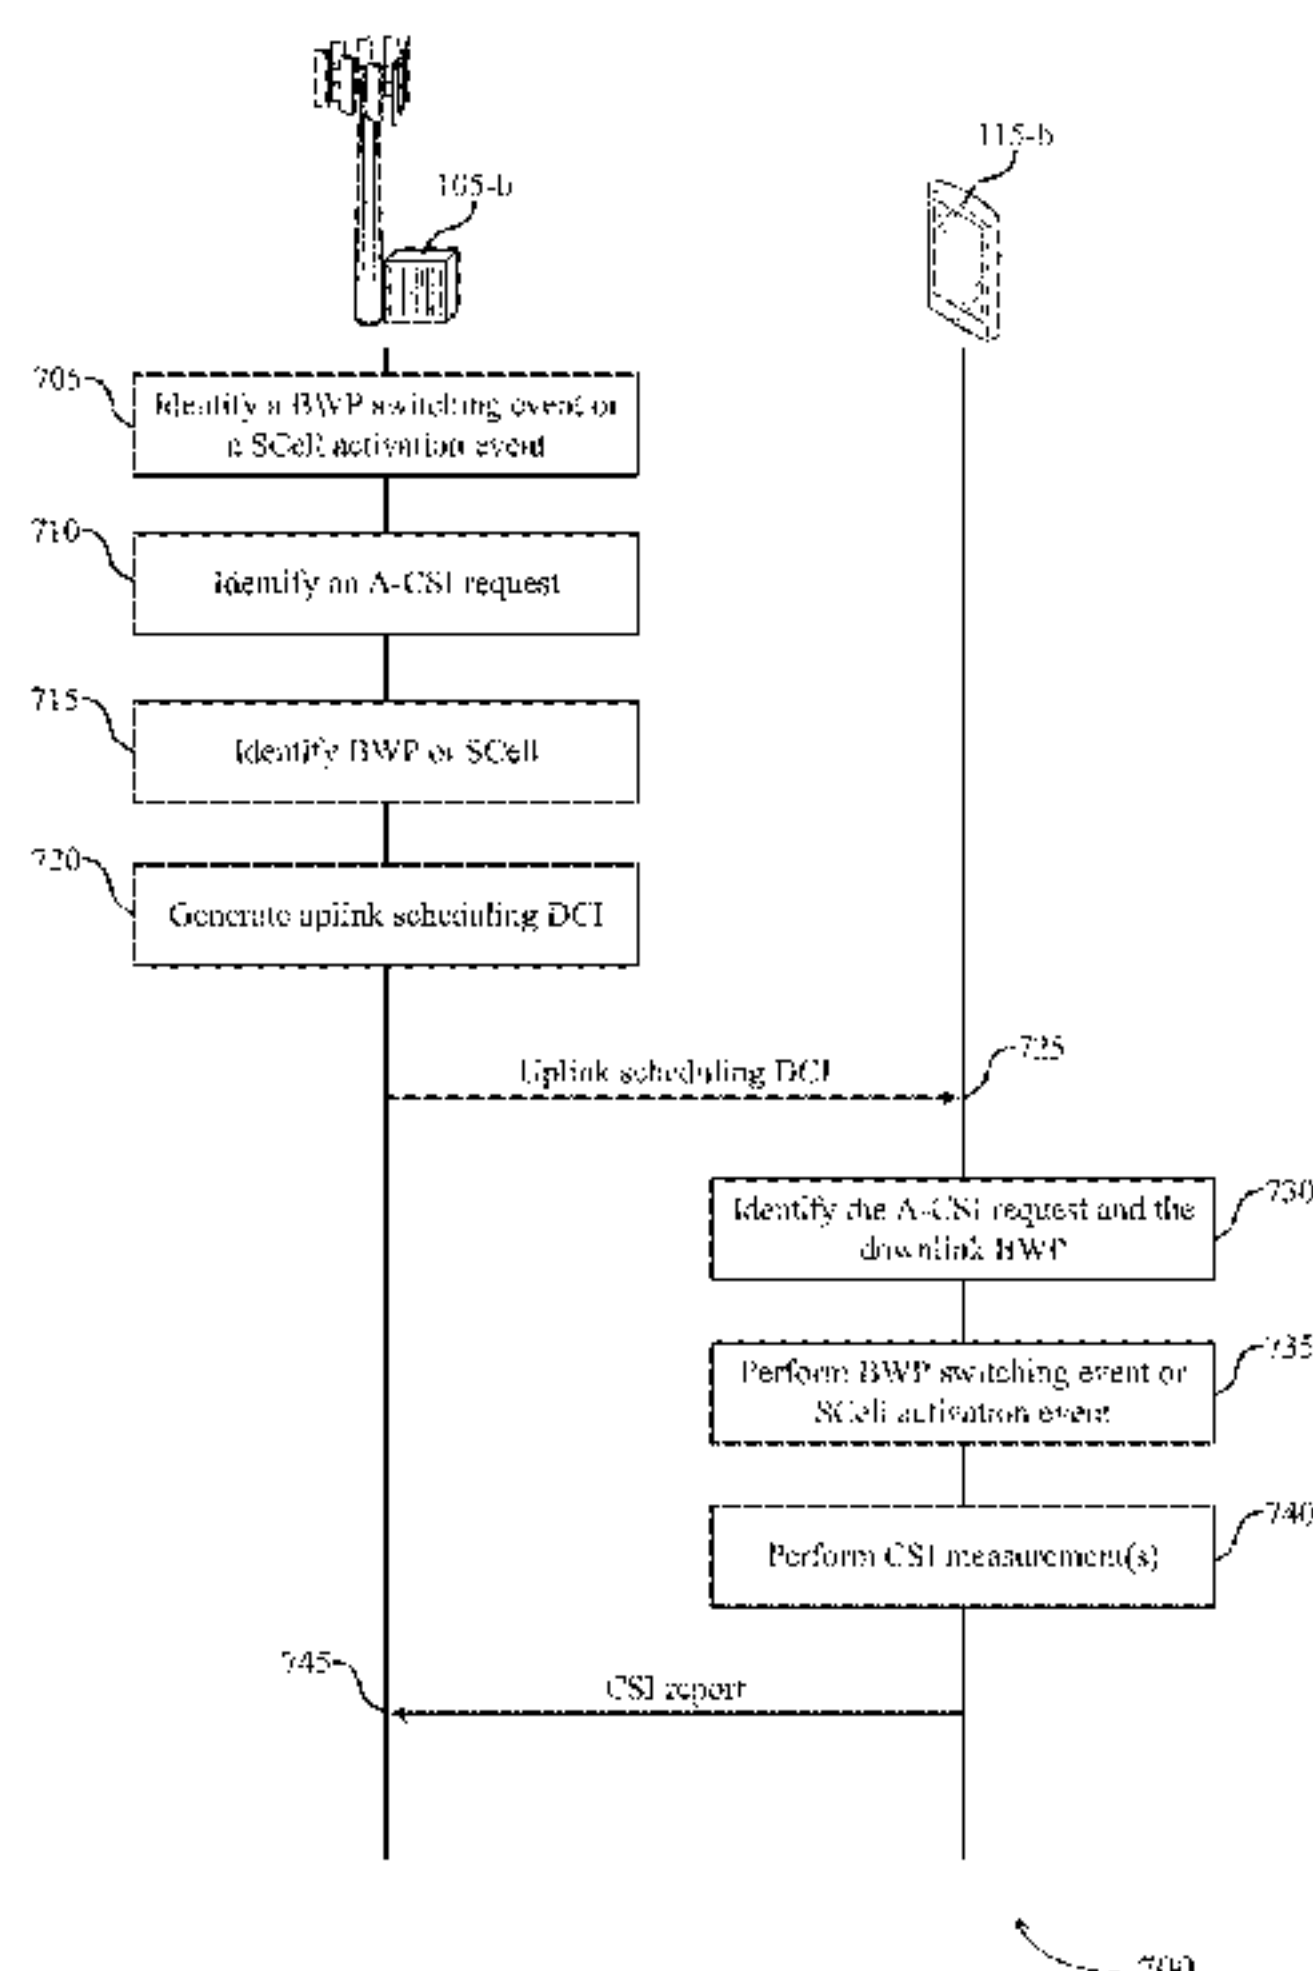 115-b
105-b
705
Identify a BWP switching event or
a SCell activation event
710
Identify an A-CSI request
715
Identify BWP or SCell
720
Generate uplink scheduling DCI
725
Uplink scheduling DCI
730
Identify the A-CSI request and the
downlink BWP
735
Perform BWP switching event or
SCell activation event
740
Perform CSI measurement(s)
745
CSI report
700